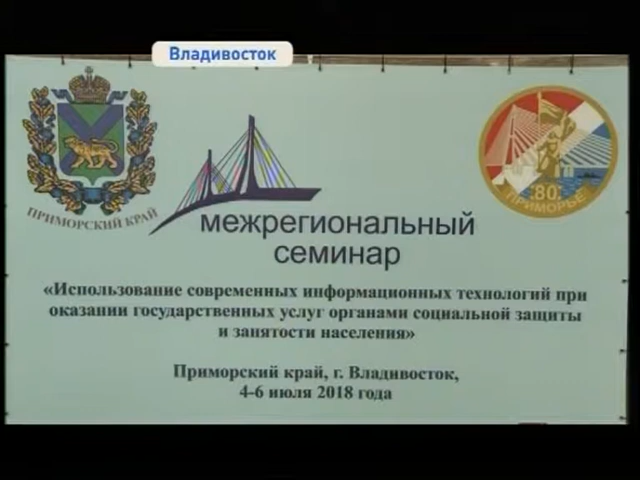 Владивосток
ПРИМОРСКИЙ КРАЙ
80
ПРИМОРЬЕ
межрегиональный
семинар
«Использование современных информационных технологий при
оказании государственных услуг органами социальной защиты
и занятости населения»
Приморский край, г. Владивосток,
4-6 июля 2018 года